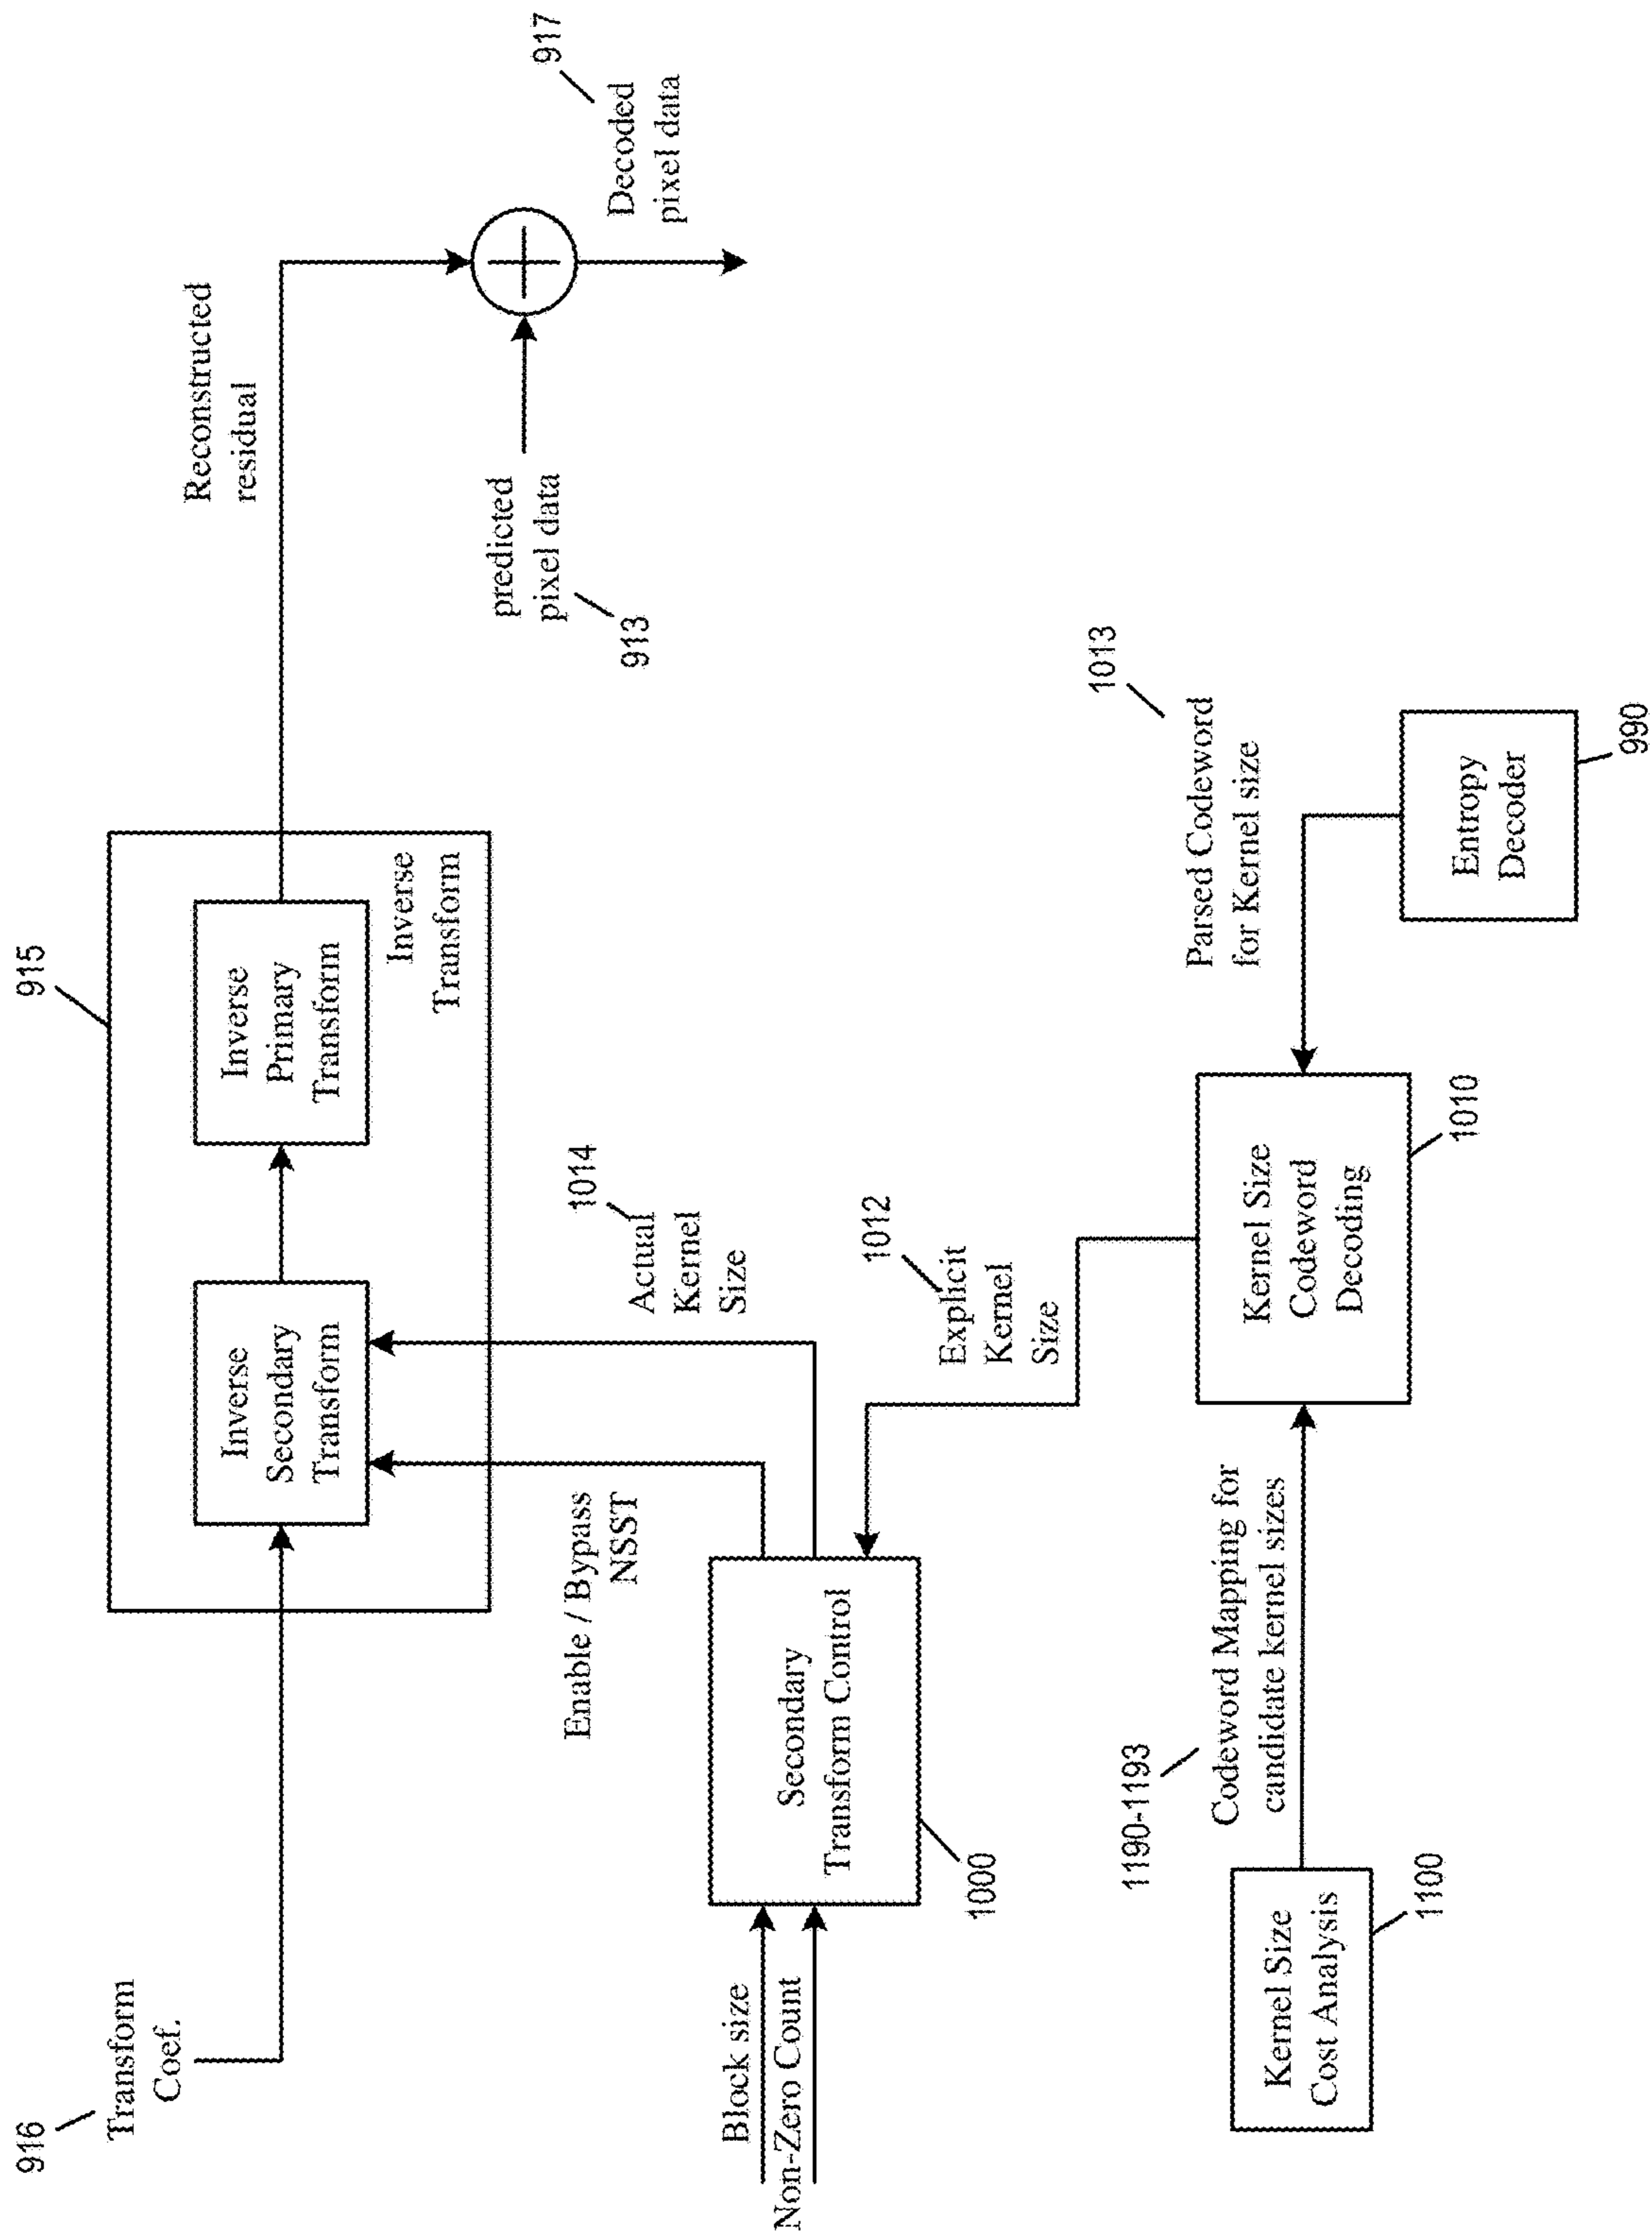 916
Transform
Coef.
915
Inverse
Secondary
Transform
Inverse
Primary
Transform
Inverse
Transform
Reconstructed
residual
predicted
pixel data
913
Decoded
pixel data
917
Enable / Bypass
NSST
1014
Actual
Kernel
Size
Block size
Non-Zero Count
Secondary
Transform Control
1000
1012
Explicit
Kernel
Size
1190-1193
Codeword Mapping for
candidate kernel sizes
Kernel Size
Cost Analysis
1100
Kernel Size
Codeword
Decoding
1010
1013
Parsed Codeword
for Kernel size
Entropy
Decoder
990